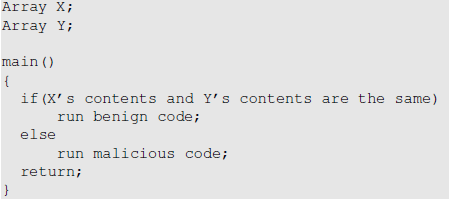 Array X;
Array Y;
main()
{
if(X's contents and Y's contents are the same)
run benign code;
else
run malicious code;
return;
}